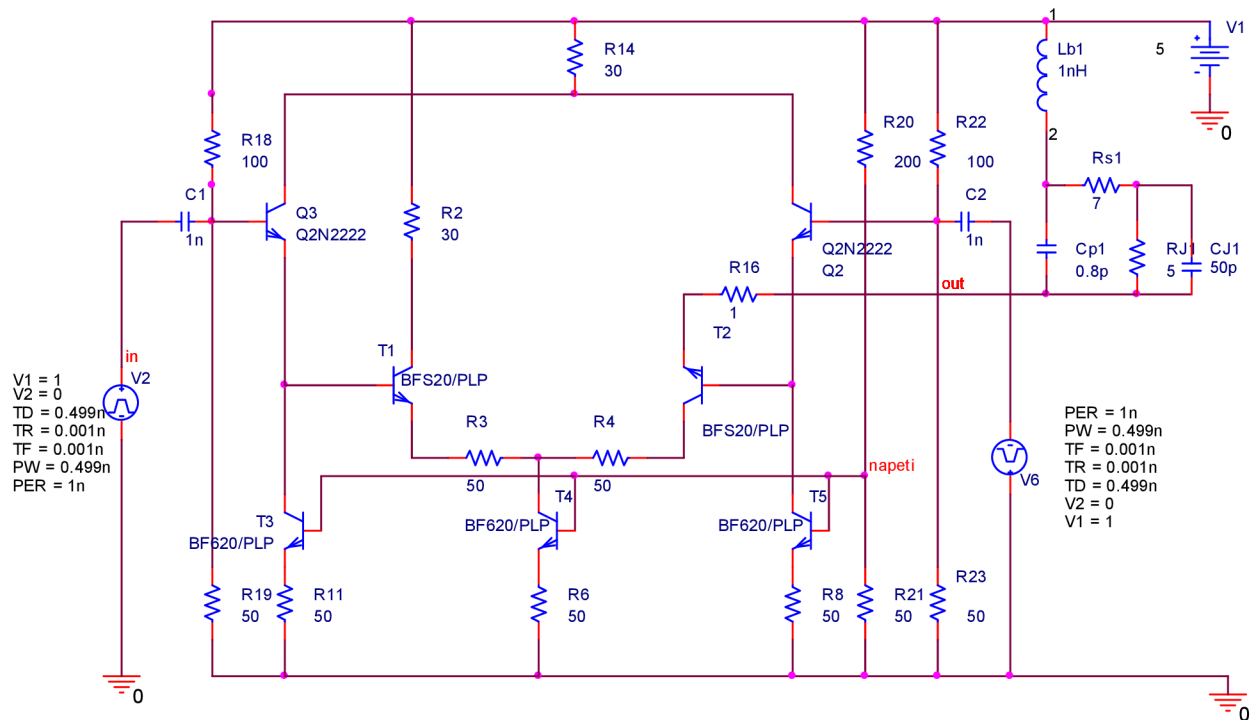 1
V1
5
R14
30
Lb1
1nH
R18
100
R20
200
R22
100
2
Rs1
7
C1
1n
Q3
Q2N2222
R2
30
Q2N2222
Q2
C2
1n
Cp1
0.8p
RJ1
5
CJ1
50p
0
R16
1
out
T2
in
V2
V1 = 1
V2 = 0
TD = 0.499n
TR = 0.001n
TF = 0.001n
PW = 0.499n
PER = 1n
T1
BFS20/PLP
R3
50
R4
50
BFS20/PLP
napeti
V6
PER = 1n
PW = 0.499n
TF = 0.001n
TR = 0.001n
TD = 0.499n
V2 = 0
V1 = 1
T3
BF620/PLP
T4
BF620/PLP
T5
BF620/PLP
R19
50
R11
50
R6
50
R8
50
R21
50
R23
50
0
0